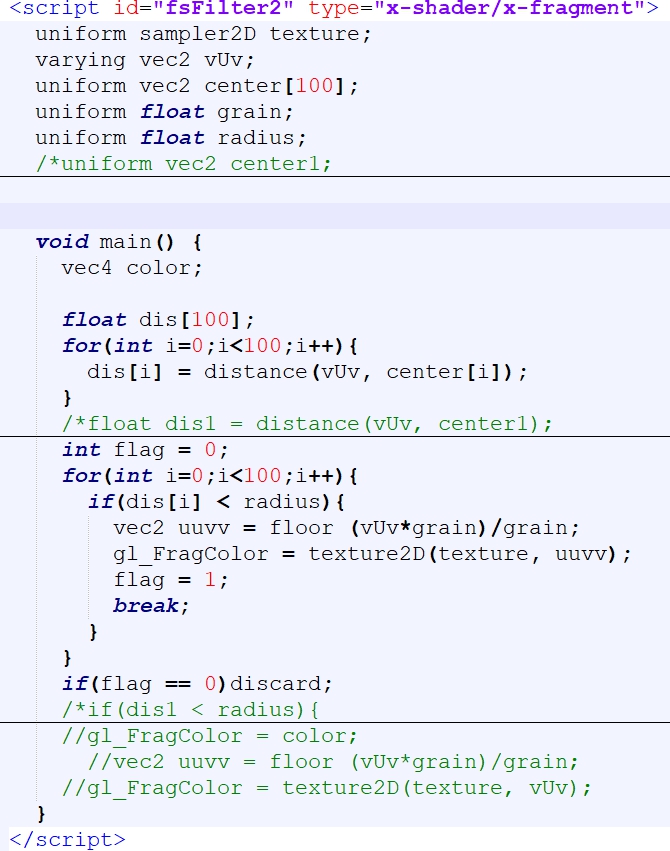 <script id="fsFilter2" type="x-shader/x-fragment">
uniform sampler2D texture;
varying vec2 vUv;
uniform vec2 center[100];
uniform float grain;
uniform float radius;
/*uniform vec2 center1;
void main() {
vec4 color;
float dis[100];
for(int i=0;i<100;i++){
dis[i] = distance(vUv, center[i]);
}
/*float dis1 = distance(vUv, center1);
int flag = 0;
for(int i=0;i<100;i++){
if(dis[i] < radius){
vec2 uuvv = floor (vUv*grain)/grain;
gl_FragColor = texture2D(texture, uuvv);
flag = 1;
break;
}
}
if(flag == 0)discard;
/*if(dis1 < radius){
//gl_FragColor = color;
//vec2 uuvv = floor (vUv*grain)/grain;
//gl_FragColor = texture2D(texture, vUv);
}
</script>